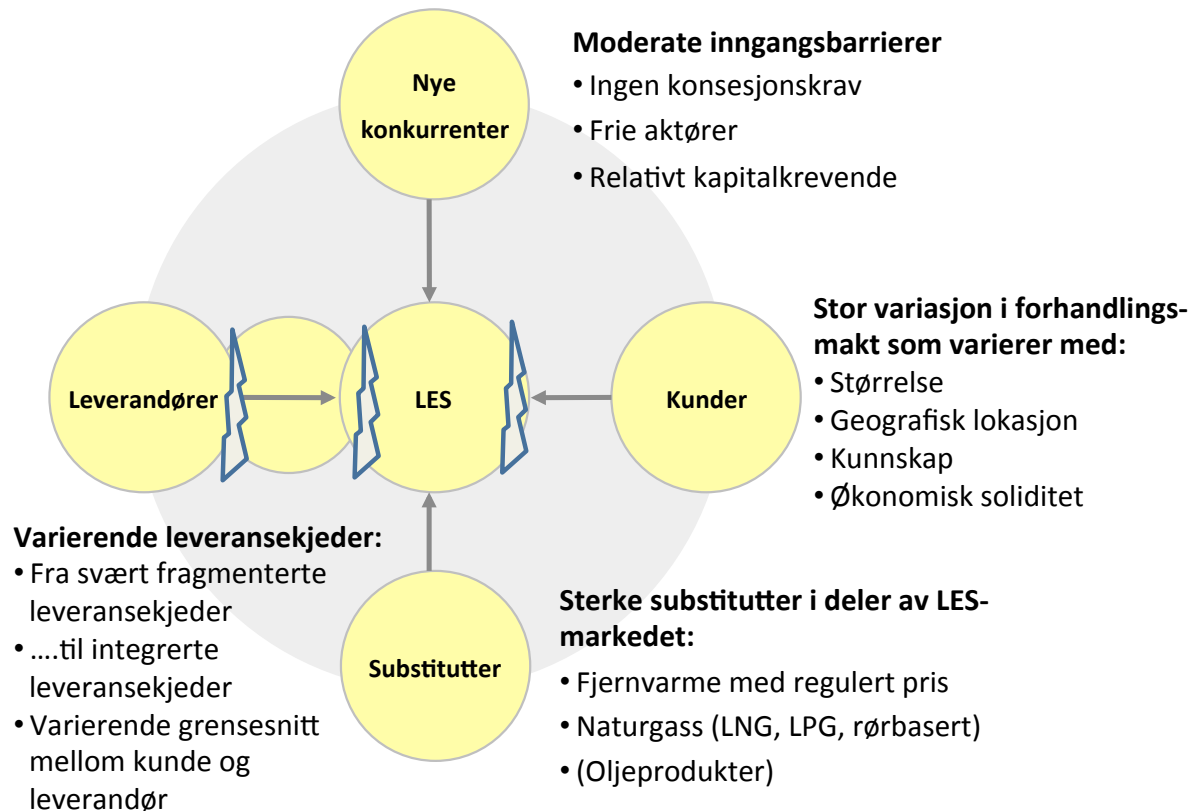 Nye
konkurrenter
Moderate inngangsbarrierer
• Ingen konsesjonskrav
• Frie aktører
• Relativt kapitalkrevende
Leverandører
LES
Kunder
Stor variasjon i forhandlings-
makt som varierer med:
• Størrelse
• Geografisk lokasjon
• Kunnskap
• Økonomisk soliditet
Varierende leveransekjeder:
• Fra svært fragmenterte
leveransekjeder
• ....til integrerte
leveransekjeder
• Varierende grensesnitt
mellom kunde og
leverandør
Substitutter
Sterke substitutter i deler av LES-
markedet:
• Fjernvarme med regulert pris
• Naturgass (LNG, LPG, rørbasert)
• (Oljeprodukter)